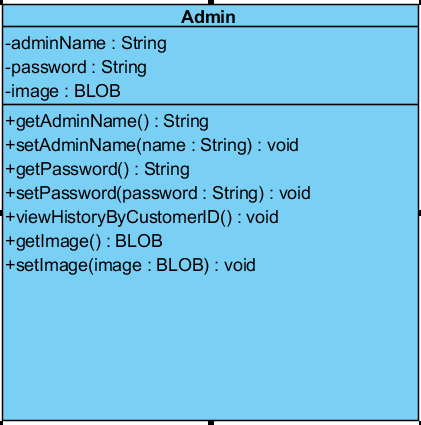 Admin
-adminName : String
-password : String
-image : BLOB
+getAdminName() : String
+setAdminName(name : String) : void
+getPassword() : String
+setPassword(password : String) : void
+viewHistoryByCustomerID() : void
+getImage() : BLOB
+setImage(image : BLOB) : void